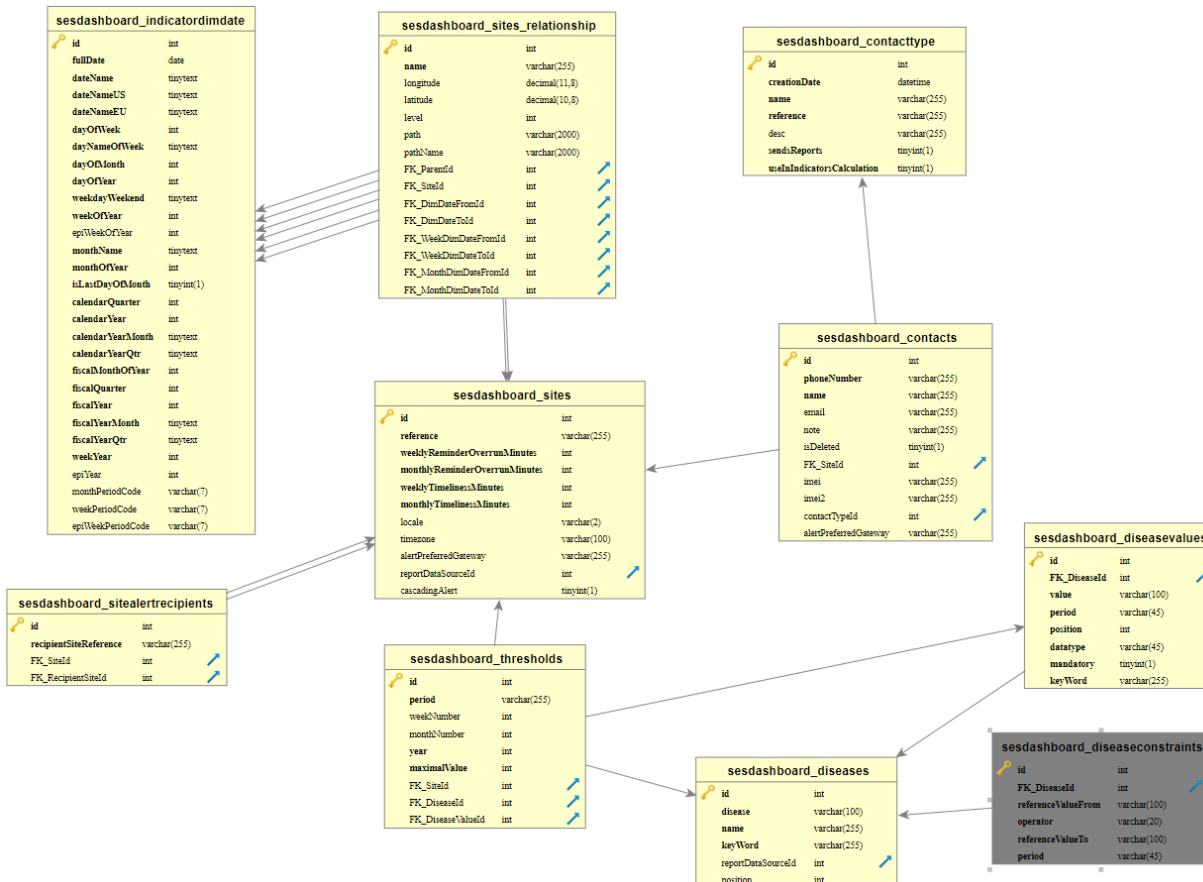 sesdashboard_indicatordimdate
id int
fullDate date
dateName tinytext
dateNameUS tinytext
dateNameEU tinytext
dayOfWeek int
dayNameOfWeek tinytext
dayOfMonth int
dayOfYear int
weekdayWeekend tinytext
weekOfYear int
epiWeekOfYear int
monthName tinytext
monthOfYear int
isLastDayOfMonth tinyint(1)
calendarQuarter int
calendarYear int
calendarYearMonth tinytext
calendarYearQtr tinytext
fiscalMonthOfYear int
fiscalQuarter int
fiscalYear int
fiscalYearMonth tinytext
fiscalYearQtr tinytext
weekYear int
epiYear int
monthPeriodCode varchar(7)
weekPeriodCode varchar(7)
epiWeekPeriodCode varchar(7)
sesdashboard_sites_relationship
id int
name varchar(255)
longitude decimal(11,8)
latitude decimal(10,8)
level int
path varchar(2000)
pathName varchar(2000)
FK_ParentId int
FK_SiteId int
FK_DimDateFromId int
FK_DimDateToId int
FK_WeekDimDateFromId int
FK_WeekDimDateToId int
FK_MonthDimDateFromId int
FK_MonthDimDateToId int
sesdashboard_contacttype
id int
creationDate datetime
name varchar(255)
reference varchar(255)
desc varchar(255)
sendsReports tinyint(1)
useInIndicatorsCalculation tinyint(1)
sesdashboard_contacts
id int
phoneNumber varchar(255)
name varchar(255)
email varchar(255)
note varchar(255)
isDeleted tinyint(1)
FK_SiteId int
imei varchar(255)
imei2 varchar(255)
contactTypeId int
alertPreferredGateway varchar(255)
sesdashboard_sites
id int
reference varchar(255)
weeklyReminderOverrunMinutes int
monthlyReminderOverrunMinutes int
weeklyTimelinessMinutes int
monthlyTimelinessMinutes int
locale varchar(2)
timezone varchar(100)
alertPreferredGateway varchar(255)
reportDataSourceId int
cascadingAlert tinyint(1)
sesdashboard_sitealertrecipients
id int
recipientSiteReference varchar(255)
FK_SiteId int
FK_RecipientSiteId int
sesdashboard_thresholds
id int
period varchar(255)
weekNumber int
monthNumber int
year int
maximalValue int
FK_SiteId int
FK_DiseaseId int
FK_DiseaseValueId int
sesdashboard_diseasevalues
id int
FK_DiseaseId int
value varchar(100)
period varchar(45)
position int
datatype varchar(45)
mandatory tinyint(1)
keyWord varchar(255)
sesdashboard_diseases
id int
disease varchar(100)
name varchar(255)
keyWord varchar(255)
reportDataSourceId int
position int
sesdashboard_diseaseconstraints
id int
FK_DiseaseId int
referenceValueFrom varchar(100)
operator varchar(20)
referenceValueTo varchar(100)
period varchar(45)